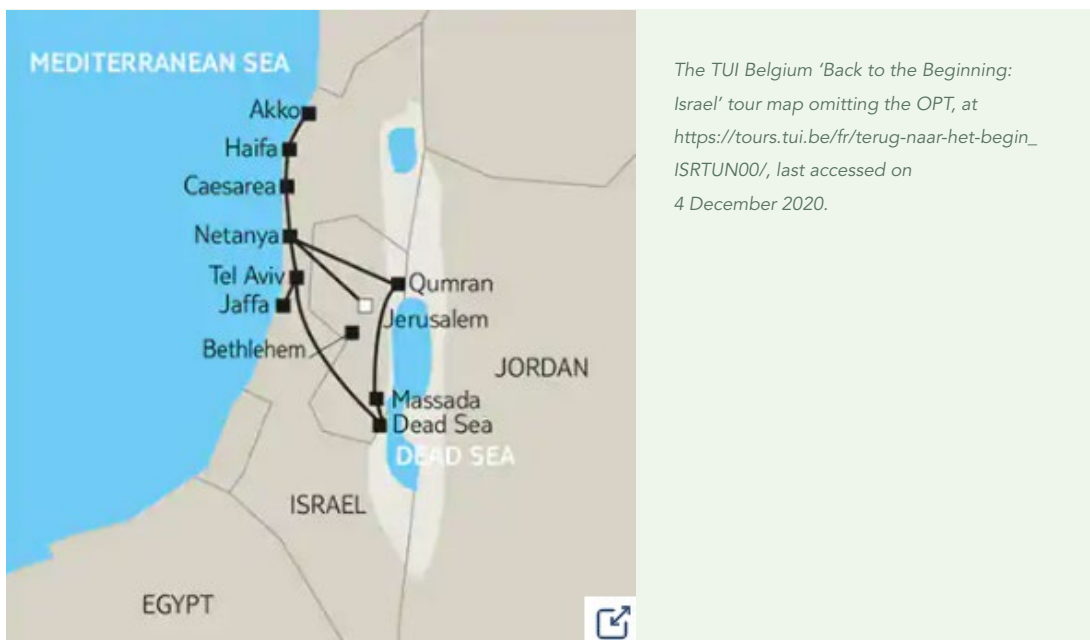 MEDITERRANEAN SEA
Akko
Haifa
Caesarea
Netanya
Tel Aviv
Jaffa
Qumran
Jerusalem
Bethlehem
JORDAN
Massada
Dead Sea
DEAD SEA
ISRAEL
EGYPT
The TUI Belgium ‘Back to the Beginning:
Israel’ tour map omitting the OPT, at
https://tours.tui.be/fr/terug-naar-het-begin_
ISRTUN00/, last accessed on
4 December 2020.